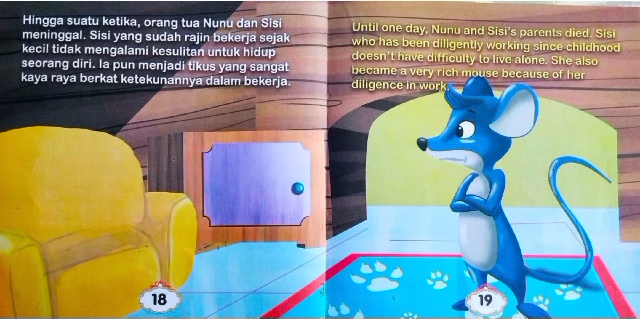 Hingga suatu ketika, orang tua Nunu dan Sisi
meninggal. Sisi yang sudah rajin bekerja sejak
kecil tidak mengalami kesulitan untuk hidup
seorang diri. Ia pun menjadi tikus yang sangat
kaya raya berkat ketekunannya dalam bekerja.
18
Until one day, Nunu and Sisi's parents died. Sisi
who has been diligently working since childhood
doesn't have difficulty to live alone. She also
became a very rich mouse because of her
diligence in work.
19